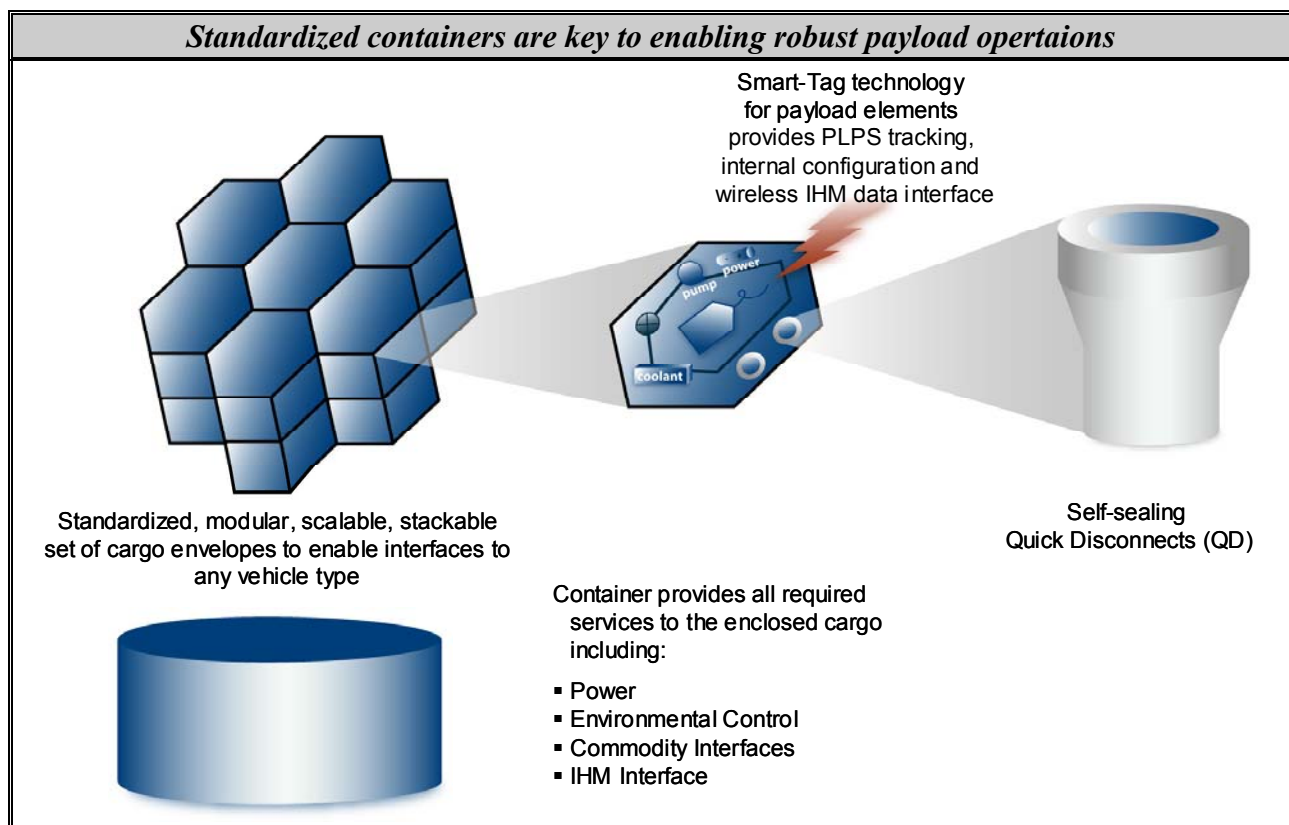 Standardized containers are key to enabling robust payload opertaions
Smart-Tag technology
for payload elements
provides PLPS tracking,
internal configuration and
wireless IHM data interface
power
pump
coolant
Standardized, modular, scalable, stackable
set of cargo envelopes to enable interfaces to
any vehicle type
Self-sealing
Quick Disconnects (QD)
Container provides all required
services to the enclosed cargo
including:
▪ Power
▪ Environmental Control
▪ Commodity Interfaces
▪ IHM Interface